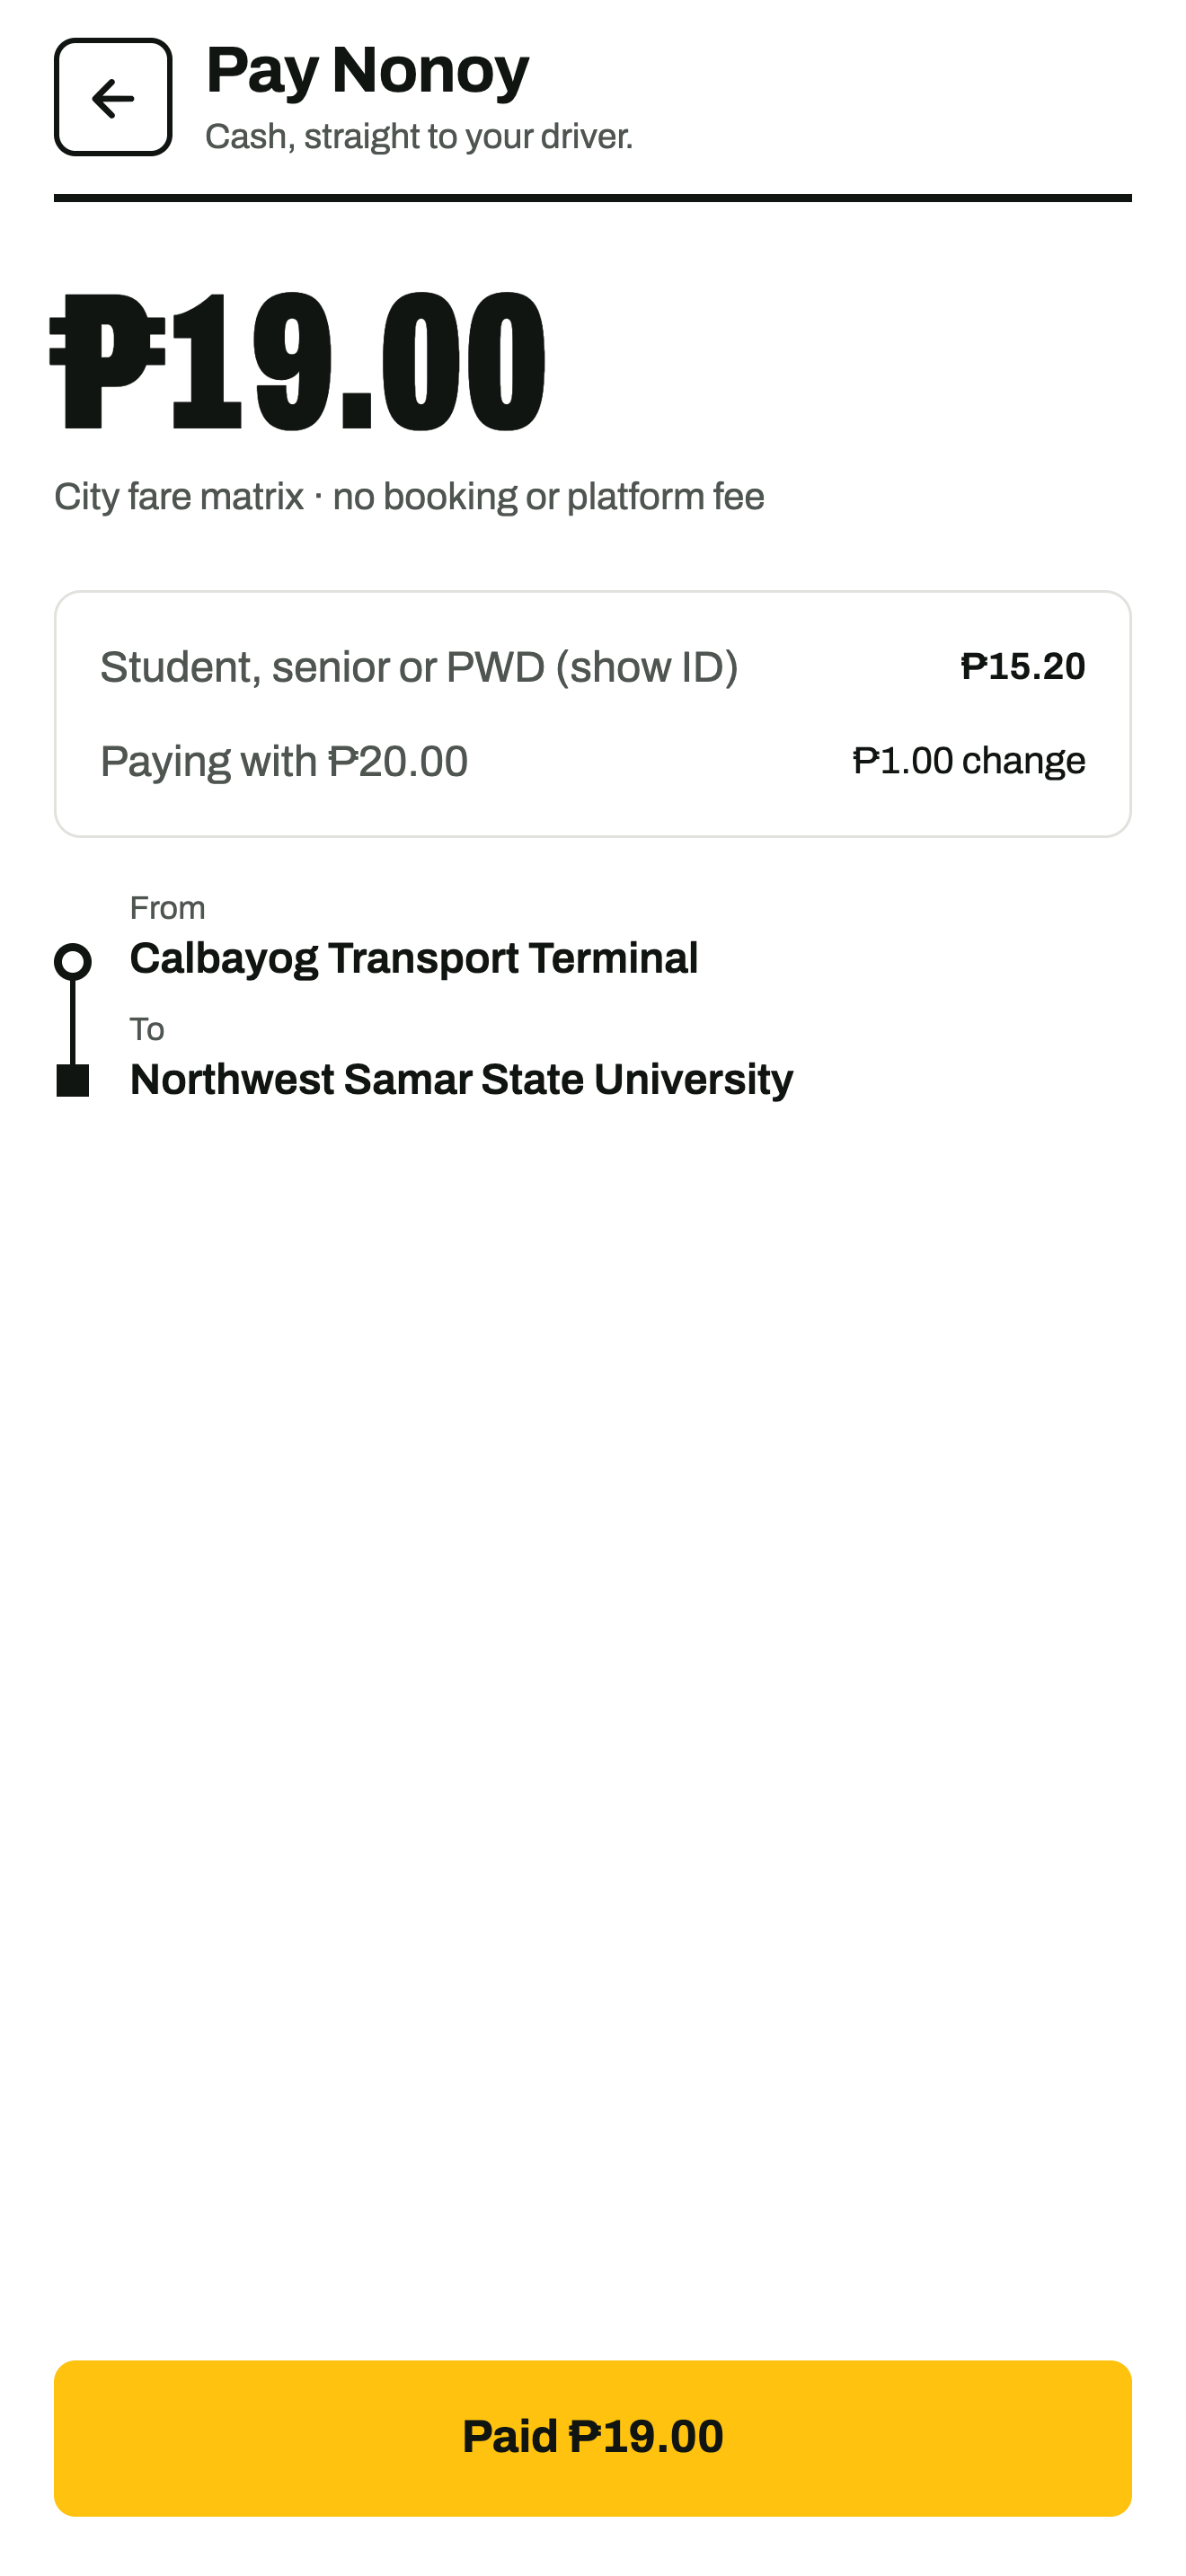 Pay Nonoy
Cash, straight to your driver.
₱19.00
City fare matrix · no booking or platform fee
Student, senior or PWD (show ID) ₱15.20
Paying with ₱20.00 ₱1.00 change
From
Calbayog Transport Terminal
To
Northwest Samar State University
Paid ₱19.00